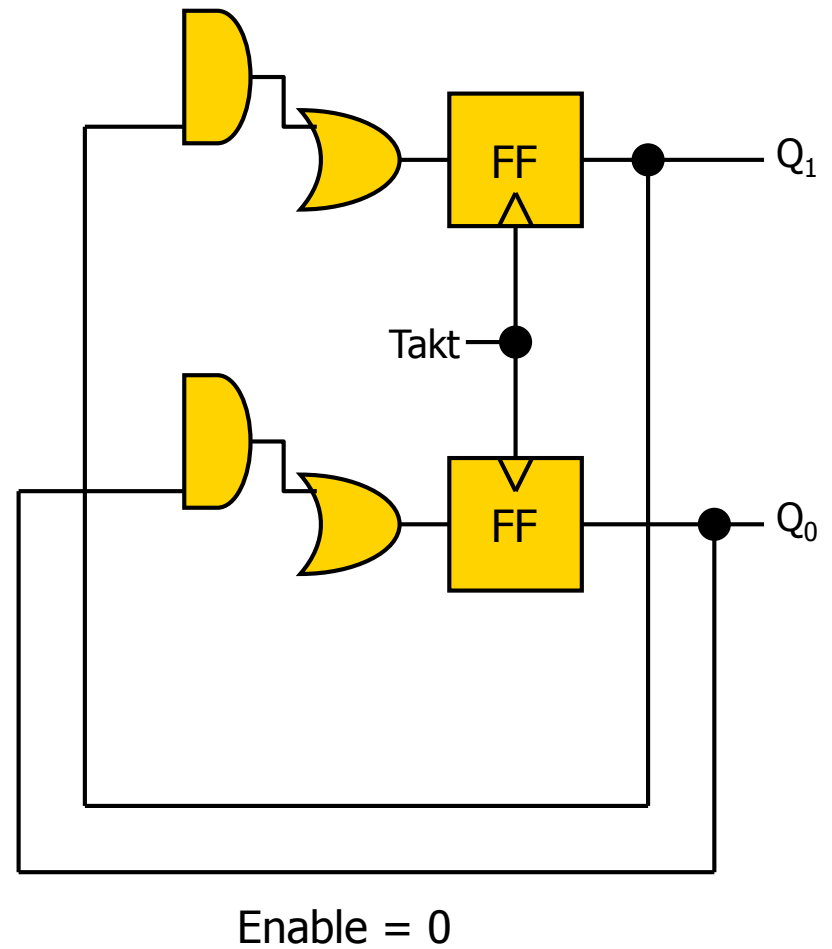 FF
Q₁
Takt
FF
Q₀
Enable = 0